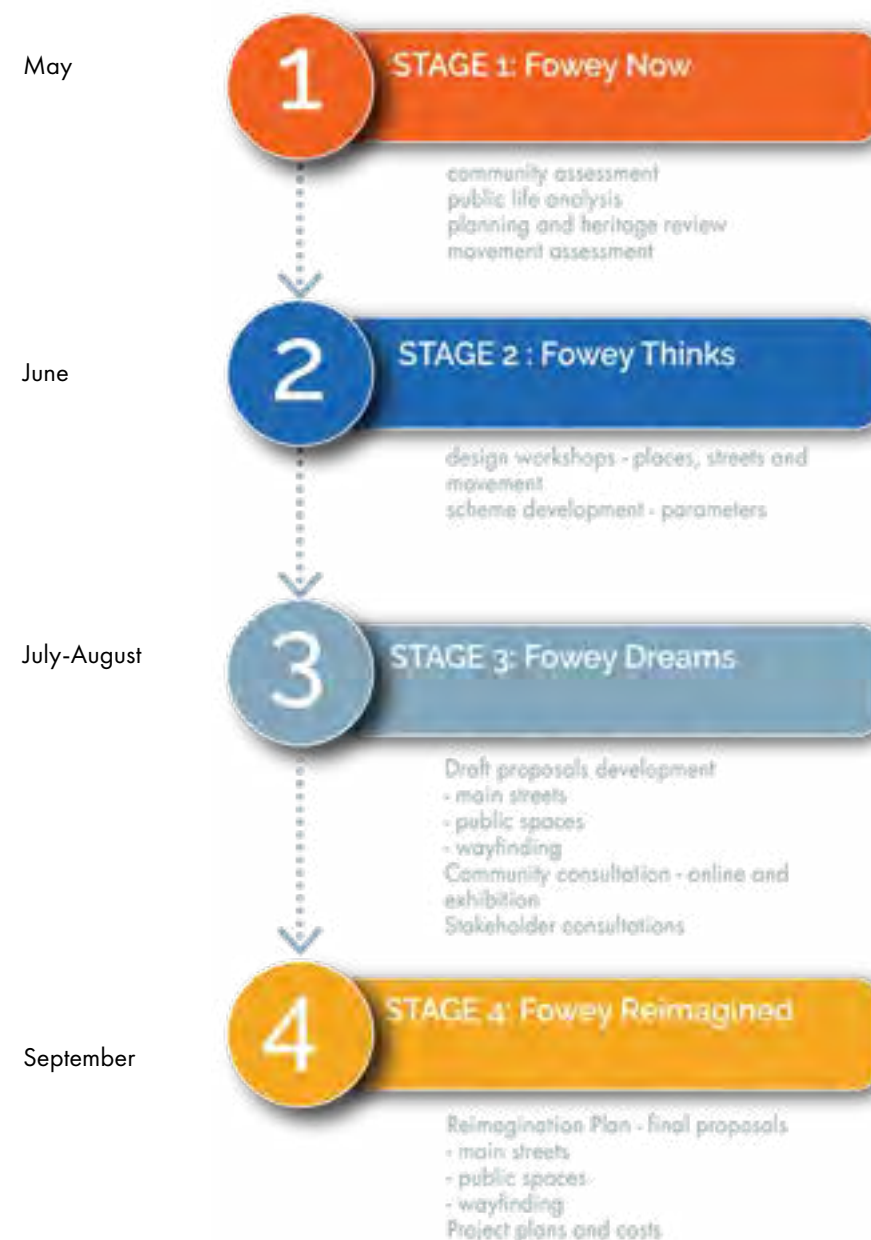 May
1
STAGE 1: Fowey Now
community assessment
public life analysis
planning and heritage review
movement assessment
June
2
STAGE 2 : Fowey Thinks
design workshops - places, streets and
movement
scheme development - parameters
July-August
3
STAGE 3: Fowey Dreams
Draft proposals development
- main streets
- public spaces
- wayfinding
Community consultation - online and
exhibition
Stakeholder consultations
September
4
STAGE 4: Fowey Reimagined
Reimagination Plan - final proposals
- main streets
- public spaces
- wayfinding
Project plans and costs